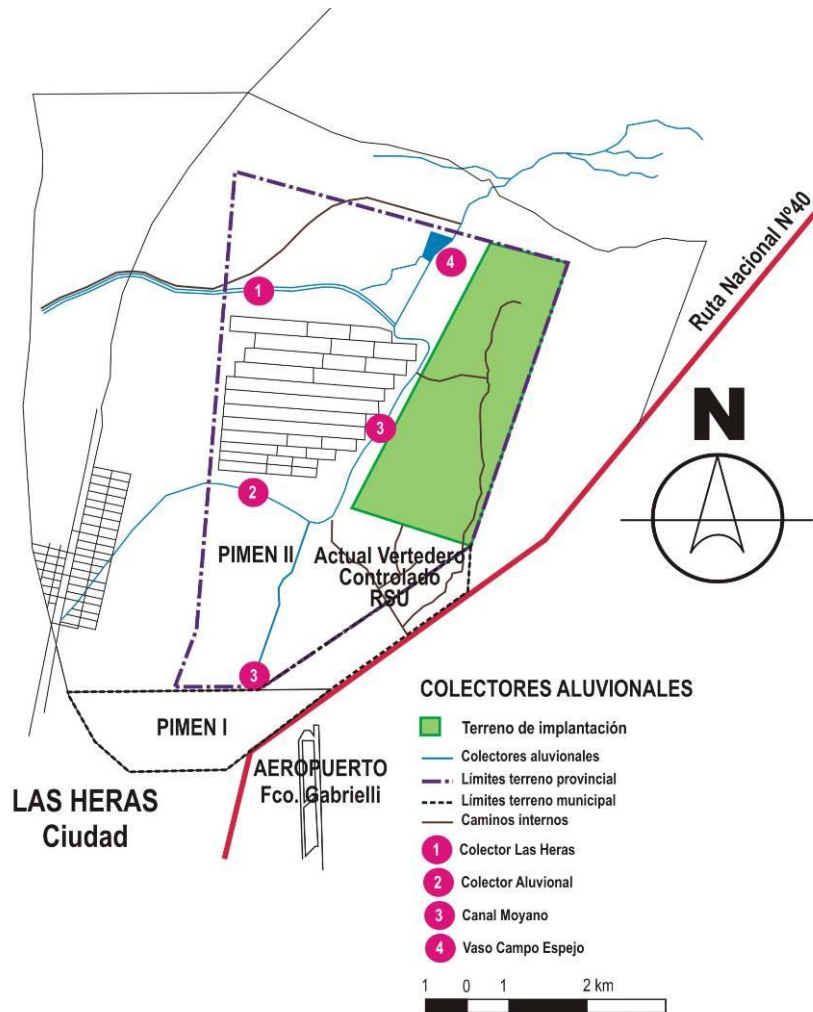 Ruta Nacional Nº40
4
1
3
N
2
PIMEN II
Actual Vertedero
Controlado
RSU
3
PIMEN I
AEROPUERTO
Fco. Gabrielli
LAS HERAS
Ciudad
COLECTORES ALUVIONALES
Terreno de implantación
Colectores aluvionales
Límites terreno provincial
Límites terreno municipal
Caminos internos
1 Colector Las Heras
2 Colector Aluvional
3 Canal Moyano
4 Vaso Campo Espejo
1 0 1 2 km